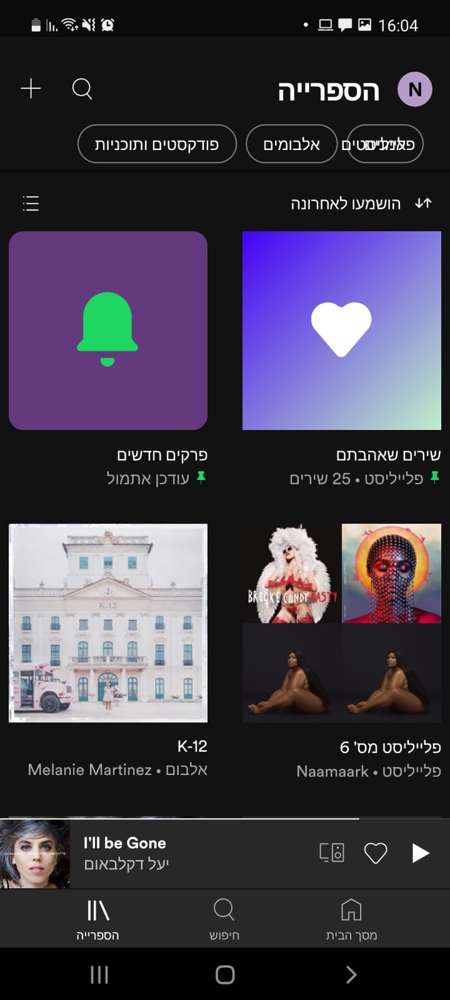 16:04
N
הספרייה
פלייליסטים
אלבומים
פודקסטים ותוכניות
הושמעו לאחרונה
שירים שאהבתם
פלייליסט • 25 שירים
פרקים חדשים
עודכן אתמול
BROOKE CANDY NASTY
K-12
פלייליסט מס' 6
פלייליסט • Naamaark
K-12
אלבום • Melanie Martinez
I'll be Gone
יעל דקלבאום
מסך הבית
חיפוש
הספרייה